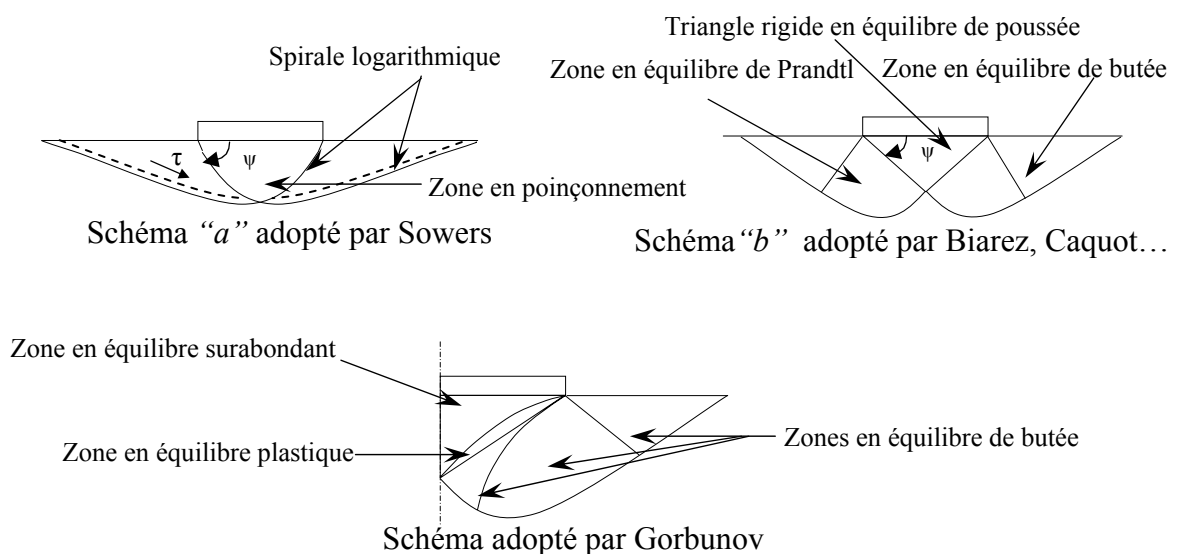 Spirale logarithmique
τ
ψ
Zone en poinçonnement
Schéma “a” adopté par Sowers
Triangle rigide en équilibre de poussée
Zone en équilibre de Prandtl
Zone en équilibre de butée
ψ
Schéma“b” adopté par Biarez, Caquot…
Zone en équilibre surabondant
Zone en équilibre plastique
Zones en équilibre de butée
Schéma adopté par Gorbunov